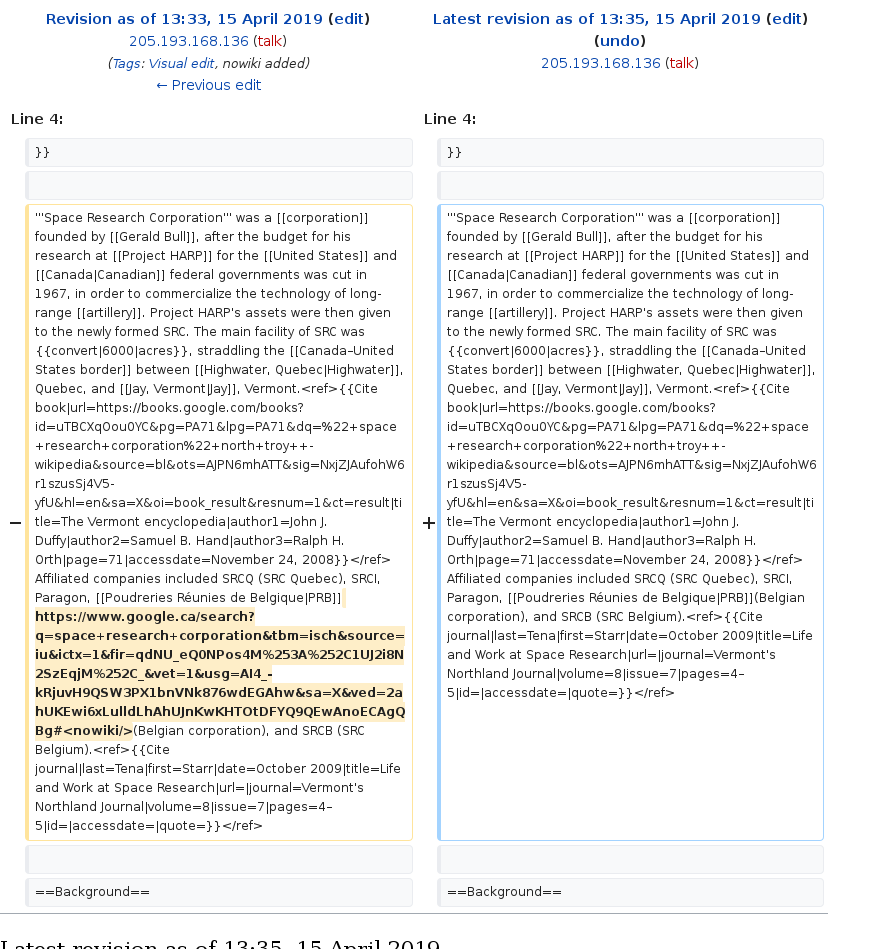 Revision as of 13:33, 15 April 2019 (edit)
205.193.168.136 (talk)
(Tags: Visual edit, nowiki added)
← Previous edit
Latest revision as of 13:35, 15 April 2019 (edit)
(undo)
205.193.168.136 (talk)
Line 4:
Line 4:
}}
}}
−
'''Space Research Corporation''' was a [[corporation]]
founded by [[Gerald Bull]], after the budget for his
research at [[Project HARP]] for the [[United States]] and
[[Canada|Canadian]] federal governments was cut in
1967, in order to commercialize the technology of long-
range [[artillery]]. Project HARP's assets were then given
to the newly formed SRC. The main facility of SRC was
{{convert|6000|acres}}, straddling the [[Canada–United
States border]] between [[Highwater, Quebec|Highwater]],
Quebec, and [[Jay, Vermont|Jay]], Vermont.<ref>{{Cite
book|url=https://books.google.com/books?
id=uTBCXqOou0YC&pg=PA71&lpg=PA71&dq=%22+space
+research+corporation%22+north+troy++-
wikipedia&source=bl&ots=AJPN6mhATT&sig=NxjZJAufohW6
r1szusSj4V5-
yfU&hl=en&sa=X&oi=book_result&resnum=1&ct=result|ti
tle=The Vermont encyclopedia|author1=John J.
Duffy|author2=Samuel B. Hand|author3=Ralph H.
Orth|page=71|accessdate=November 24, 2008}}</ref>
Affiliated companies included SRCQ (SRC Quebec), SRCI,
Paragon, [[Poudreries Réunies de Belgique|PRB]]
https://www.google.ca/search?
q=space+research+corporation&tbm=isch&source=
iu&ictx=1&fir=qdNU_eQ0NPos4M%253A%252C1UJ2i8N
2SzEqjM%252C_&vet=1&usg=AI4_-
kRjuvH9QSW3PX1bnVNk876wdEGAhw&sa=X&ved=2a
hUKEwi6xLulldLhAhUJnKwKHTOtDFYQ9QEwAnoECAgQ
Bg#<nowiki/>(Belgian corporation), and SRCB (SRC
Belgium).<ref>{{Cite
journal|last=Tena|first=Starr|date=October 2009|title=Life
and Work at Space Research|url=|journal=Vermont's
Northland Journal|volume=8|issue=7|pages=4–
5|id=|accessdate=|quote=}}</ref>
+
'''Space Research Corporation''' was a [[corporation]]
founded by [[Gerald Bull]], after the budget for his
research at [[Project HARP]] for the [[United States]] and
[[Canada|Canadian]] federal governments was cut in
1967, in order to commercialize the technology of long-
range [[artillery]]. Project HARP's assets were then given
to the newly formed SRC. The main facility of SRC was
{{convert|6000|acres}}, straddling the [[Canada–United
States border]] between [[Highwater, Quebec|Highwater]],
Quebec, and [[Jay, Vermont|Jay]], Vermont.<ref>{{Cite
book|url=https://books.google.com/books?
id=uTBCXqOou0YC&pg=PA71&lpg=PA71&dq=%22+space
+research+corporation%22+north+troy++-
wikipedia&source=bl&ots=AJPN6mhATT&sig=NxjZJAufohW6
r1szusSj4V5-
yfU&hl=en&sa=X&oi=book_result&resnum=1&ct=result|ti
tle=The Vermont encyclopedia|author1=John J.
Duffy|author2=Samuel B. Hand|author3=Ralph H.
Orth|page=71|accessdate=November 24, 2008}}</ref>
Affiliated companies included SRCQ (SRC Quebec), SRCI,
Paragon, [[Poudreries Réunies de Belgique|PRB]](Belgian
corporation), and SRCB (SRC Belgium).<ref>{{Cite
journal|last=Tena|first=Starr|date=October 2009|title=Life
and Work at Space Research|url=|journal=Vermont's
Northland Journal|volume=8|issue=7|pages=4–
5|id=|accessdate=|quote=}}</ref>
==Background==
==Background==
Latest revision as of 13:35, 15 April 2019